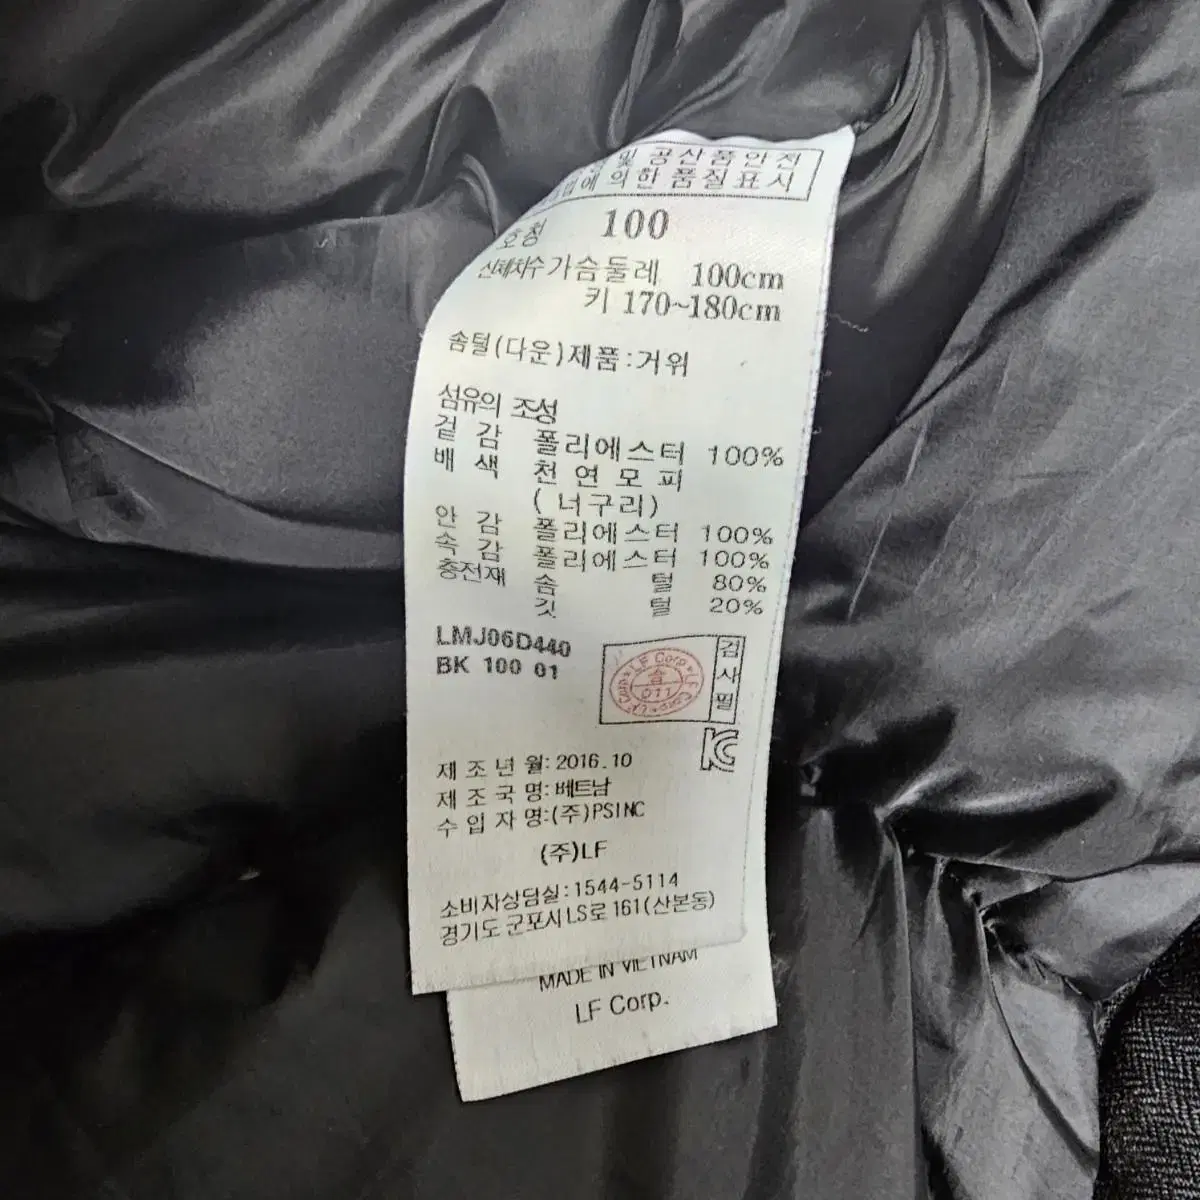 및 공산품안전
에 의한 품질표시
호칭 100
신체치수 가슴둘레 100cm
키 170~180cm
솜털(다운)제품:거위
섬유의 조성
겉 감 폴리에스터 100%
배 색 천연모피
(너구리)
안 감 폴리에스터 100%
속 감 폴리에스터 100%
충전재 솜 털 80%
깃 털 20%
LMJ06D440
BK 100 01
검사필
LF Corp LF Corp LF Corp
솜
011
KC
제조년월:2016.10
제조국명:베트남
수입자명:(주)PSINC
(주)LF
소비자상담실:1544-5114
경기도 군포시 LS로 161(산본동)
MADE IN VIETNAM
LF Corp.